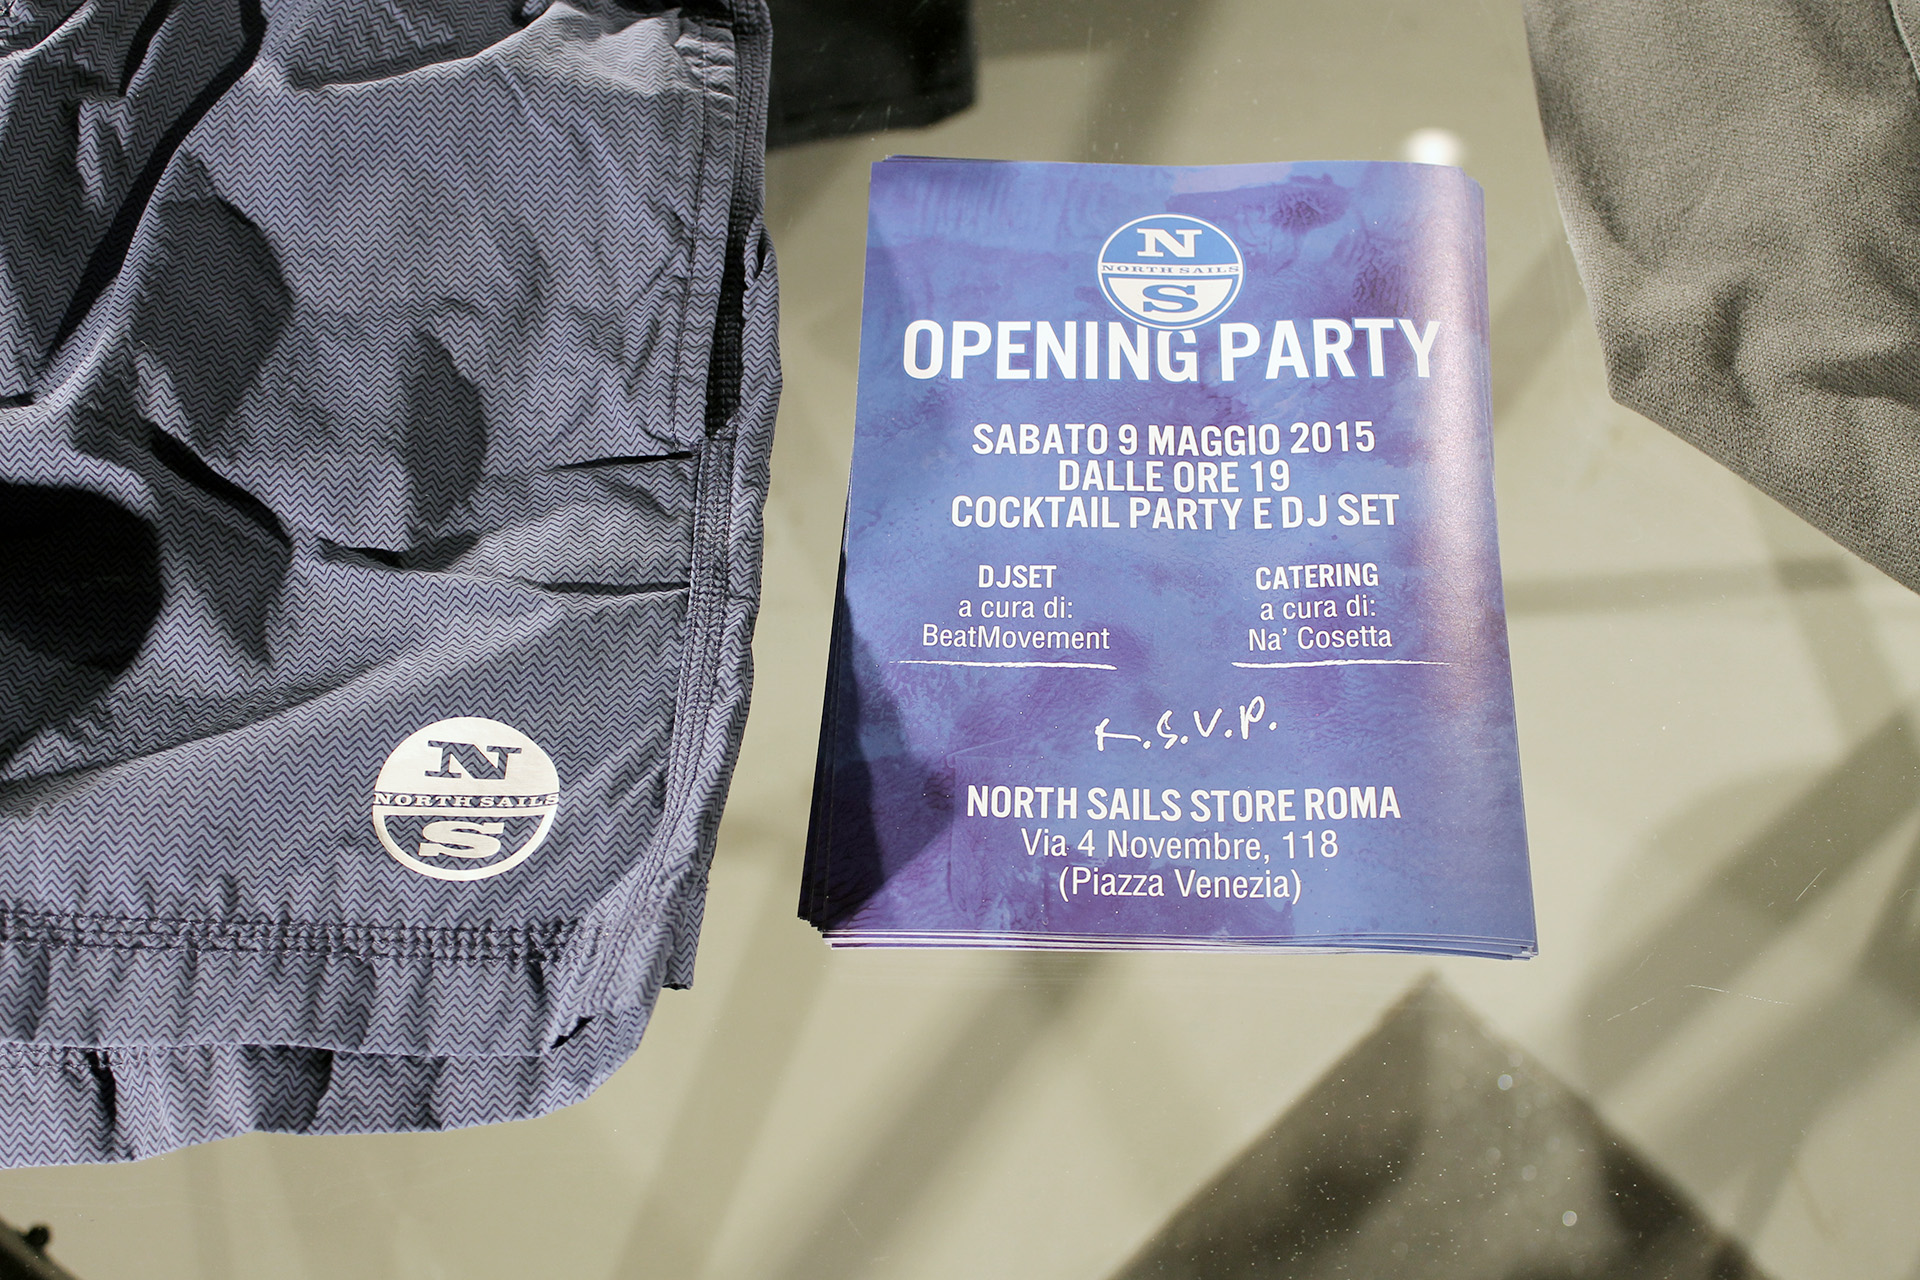 N
NORTH SAILS
S
OPENING PARTY
SABATO 9 MAGGIO 2015
DALLE ORE 19
COCKTAIL PARTY E DJ SET
DJSET
a cura di:
BeatMovement
CATERING
a cura di:
Na' Cosetta
r.s.v.p.
NORTH SAILS STORE ROMA
Via 4 Novembre, 118
(Piazza Venezia)
N
NORTH SAILS
S